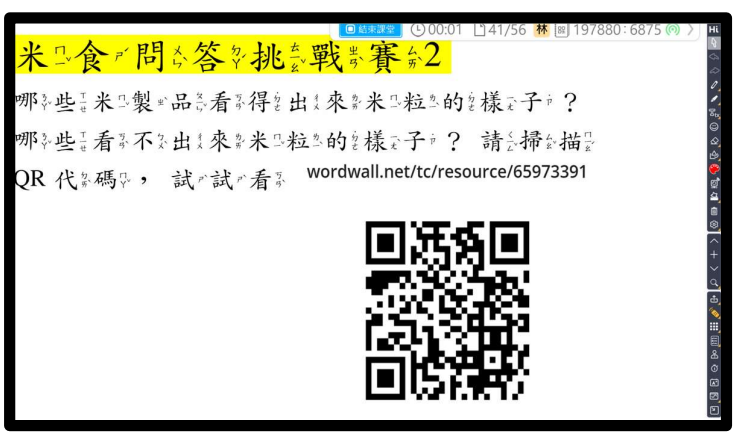 結束課堂 00:01 41/56 林 197880:6875
Hi
米食問答挑戰賽2
哪些米製品看得出來米粒的樣子?
哪些看不出來米粒的樣子? 請掃描
QR 代碼, 試試看
wordwall.net/tc/resource/65973391